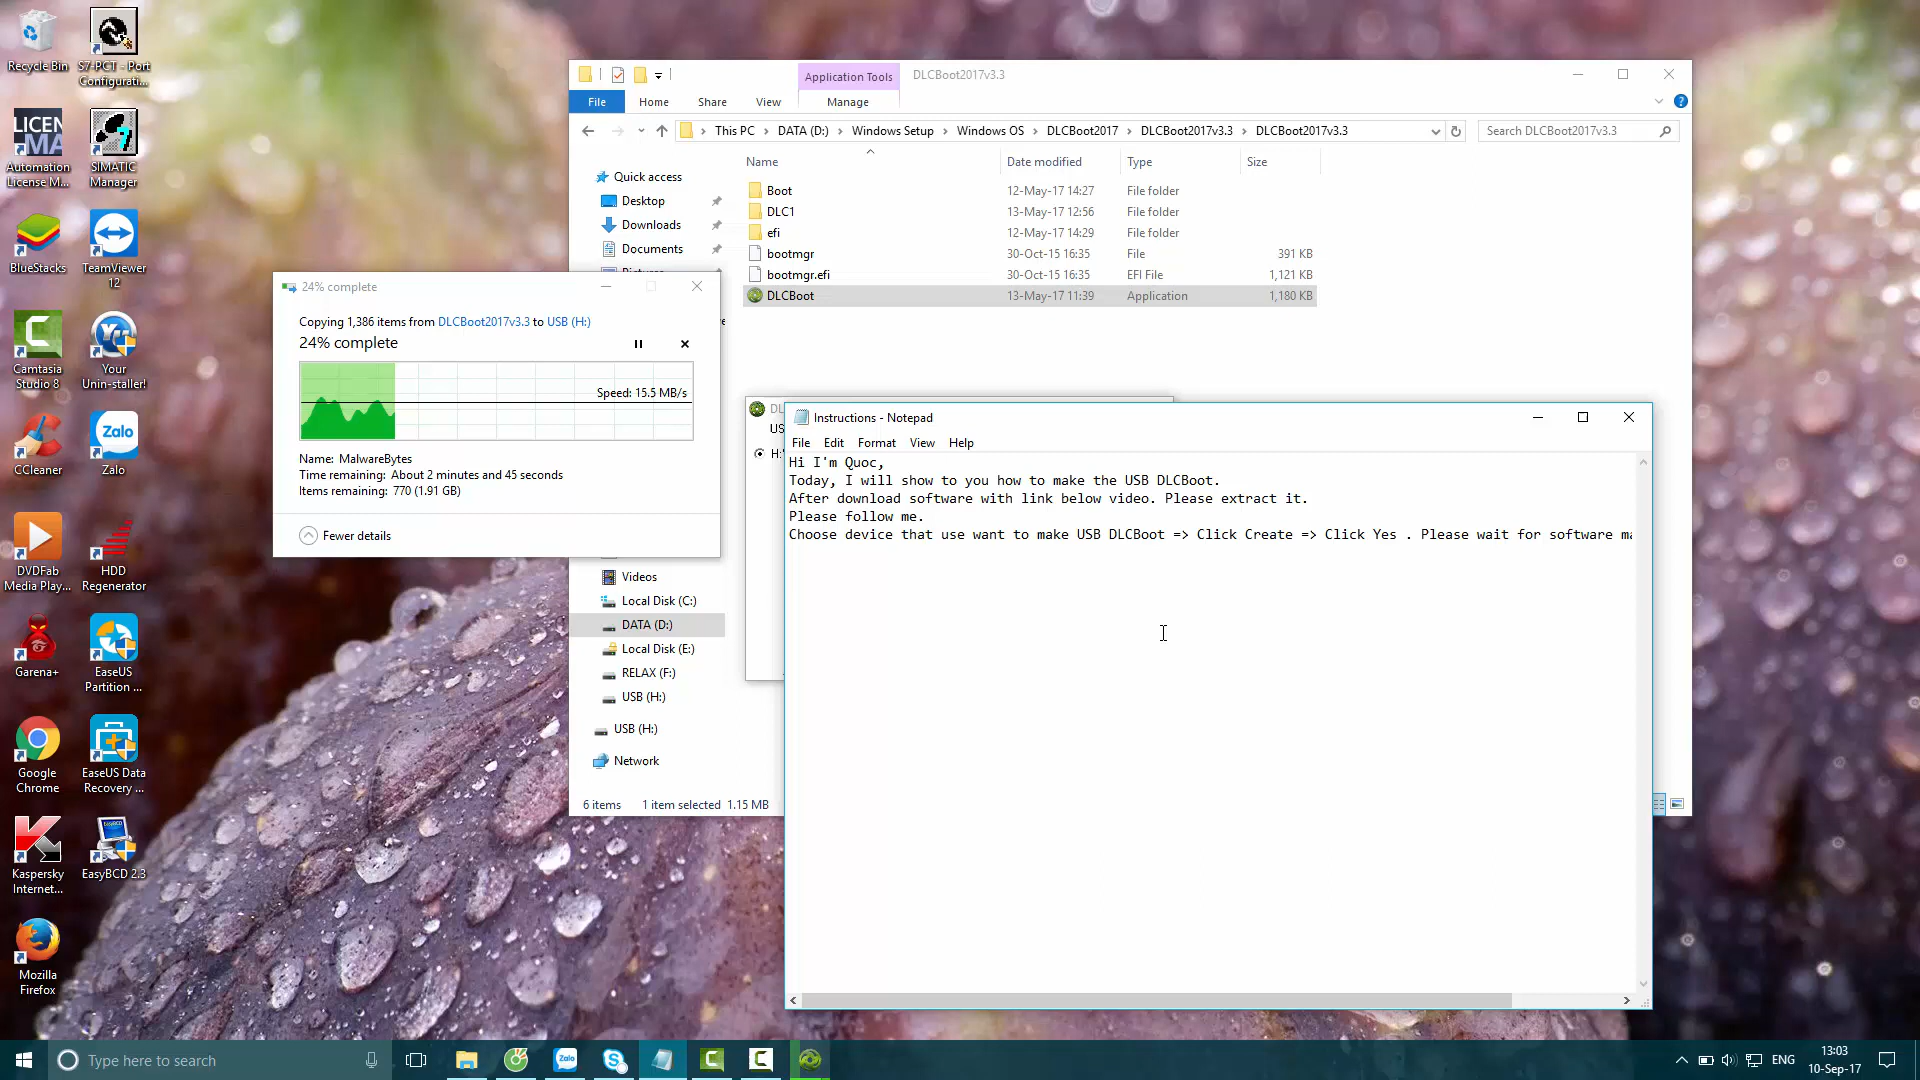 Recycle Bin
S7-PCT - Port
Configurati...
Automation
License M...
SIMATIC
Manager
BlueStacks
TeamViewer
12
Camtasia
Studio 8
Your
Unin-staller!
CCleaner
Zalo
DVDFab
Media Play...
HDD
Regenerator
Garena+
EaseUS
Partition ...
Google
Chrome
EaseUS Data
Recovery ...
Kaspersky
Internet...
EasyBCD 2.3
Mozilla
Firefox
Application Tools
DLCBoot2017v3.3
File Home Share View Manage
This PC DATA (D:) Windows Setup Windows OS DLCBoot2017 DLCBoot2017v3.3 DLCBoot2017v3.3
Search DLCBoot2017v3.3
Name Date modified Type Size
Boot 12-May-17 14:27 File folder
DLC1 13-May-17 12:56 File folder
efi 12-May-17 14:29 File folder
bootmgr 30-Oct-15 16:35 File 391 KB
bootmgr.efi 30-Oct-15 16:35 EFI File 1,121 KB
DLCBoot 13-May-17 11:39 Application 1,180 KB
Quick access
Desktop
Downloads
Documents
Videos
Local Disk (C:)
DATA (D:)
Local Disk (E:)
RELAX (F:)
USB (H:)
USB (H:)
Network
6 items 1 item selected 1.15 MB
24% complete
Copying 1,386 items from DLCBoot2017v3.3 to USB (H:)
24% complete
Speed: 15.5 MB/s
Name: MalwareBytes
Time remaining: About 2 minutes and 45 seconds
Items remaining: 770 (1.91 GB)
Fewer details
Instructions - Notepad
File Edit Format View Help
Hi I'm Quoc,
Today, I will show to you how to make the USB DLCBoot.
After download software with link below video. Please extract it.
Please follow me.
Choose device that use want to make USB DLCBoot => Click Create => Click Yes . Please wait for software
Type here to search
Zalo
ENG
13:03
10-Sep-17